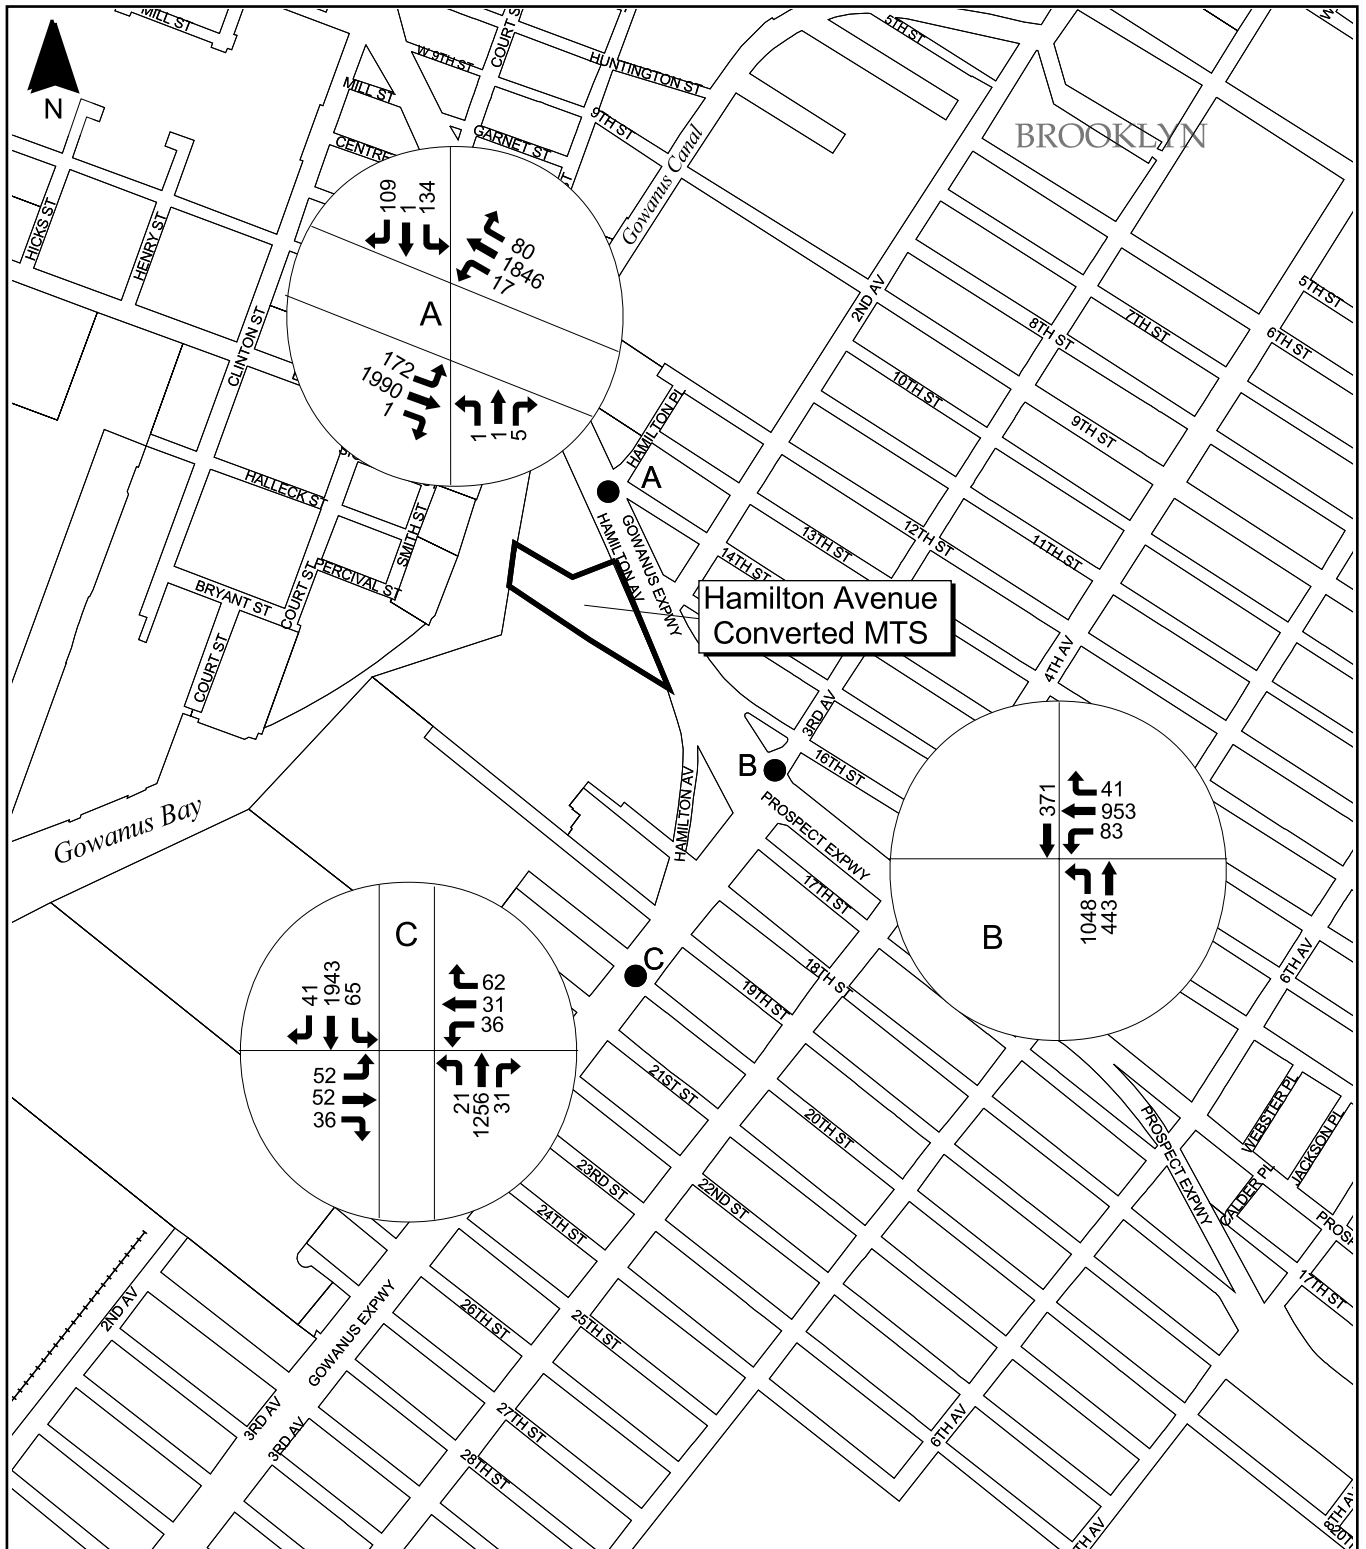 MILL ST
COURT S
W 9TH ST
HUNTINGTON ST
5TH ST
N
MILL ST
9TH ST
GARNET ST
CENTRE
BROOKLYN
Gowanus Canal
HICKS ST
HENRY ST
CLINTON ST
109
1
134
80
1846
17
A
172
1990
1
1
1
5
2ND AV
5TH ST
6TH ST
7TH ST
8TH ST
9TH ST
10TH ST
HAMILTON PL
A
HALLECK ST
SMITH ST
PERCIVAL ST
COURT ST
BRYANT ST
COURT ST
HAMILTON AV
GOWANUS EXPWY
11TH ST
12TH ST
13TH ST
14TH ST
Hamilton Avenue
Converted MTS
4TH AV
3RD AV
B
16TH ST
PROSPECT EXPWY
HAMILTON AV
Gowanus Bay
371
41
953
83
1048
443
B
17TH ST
18TH ST
19TH ST
6TH AV
C
C
41
1943
65
62
31
36
52
52
36
21
1256
31
21ST ST
20TH ST
23RD ST
22ND ST
24TH ST
WEBSTER PL
JACKSON PL
CALDER PL
PROSPECT EXPWY
PROS
17TH ST
2ND AV
GOWANUS EXPWY
26TH ST
25TH ST
3RD AV
3RD AV
27TH ST
28TH ST
6TH AV
TH AV
8TH AV
20T